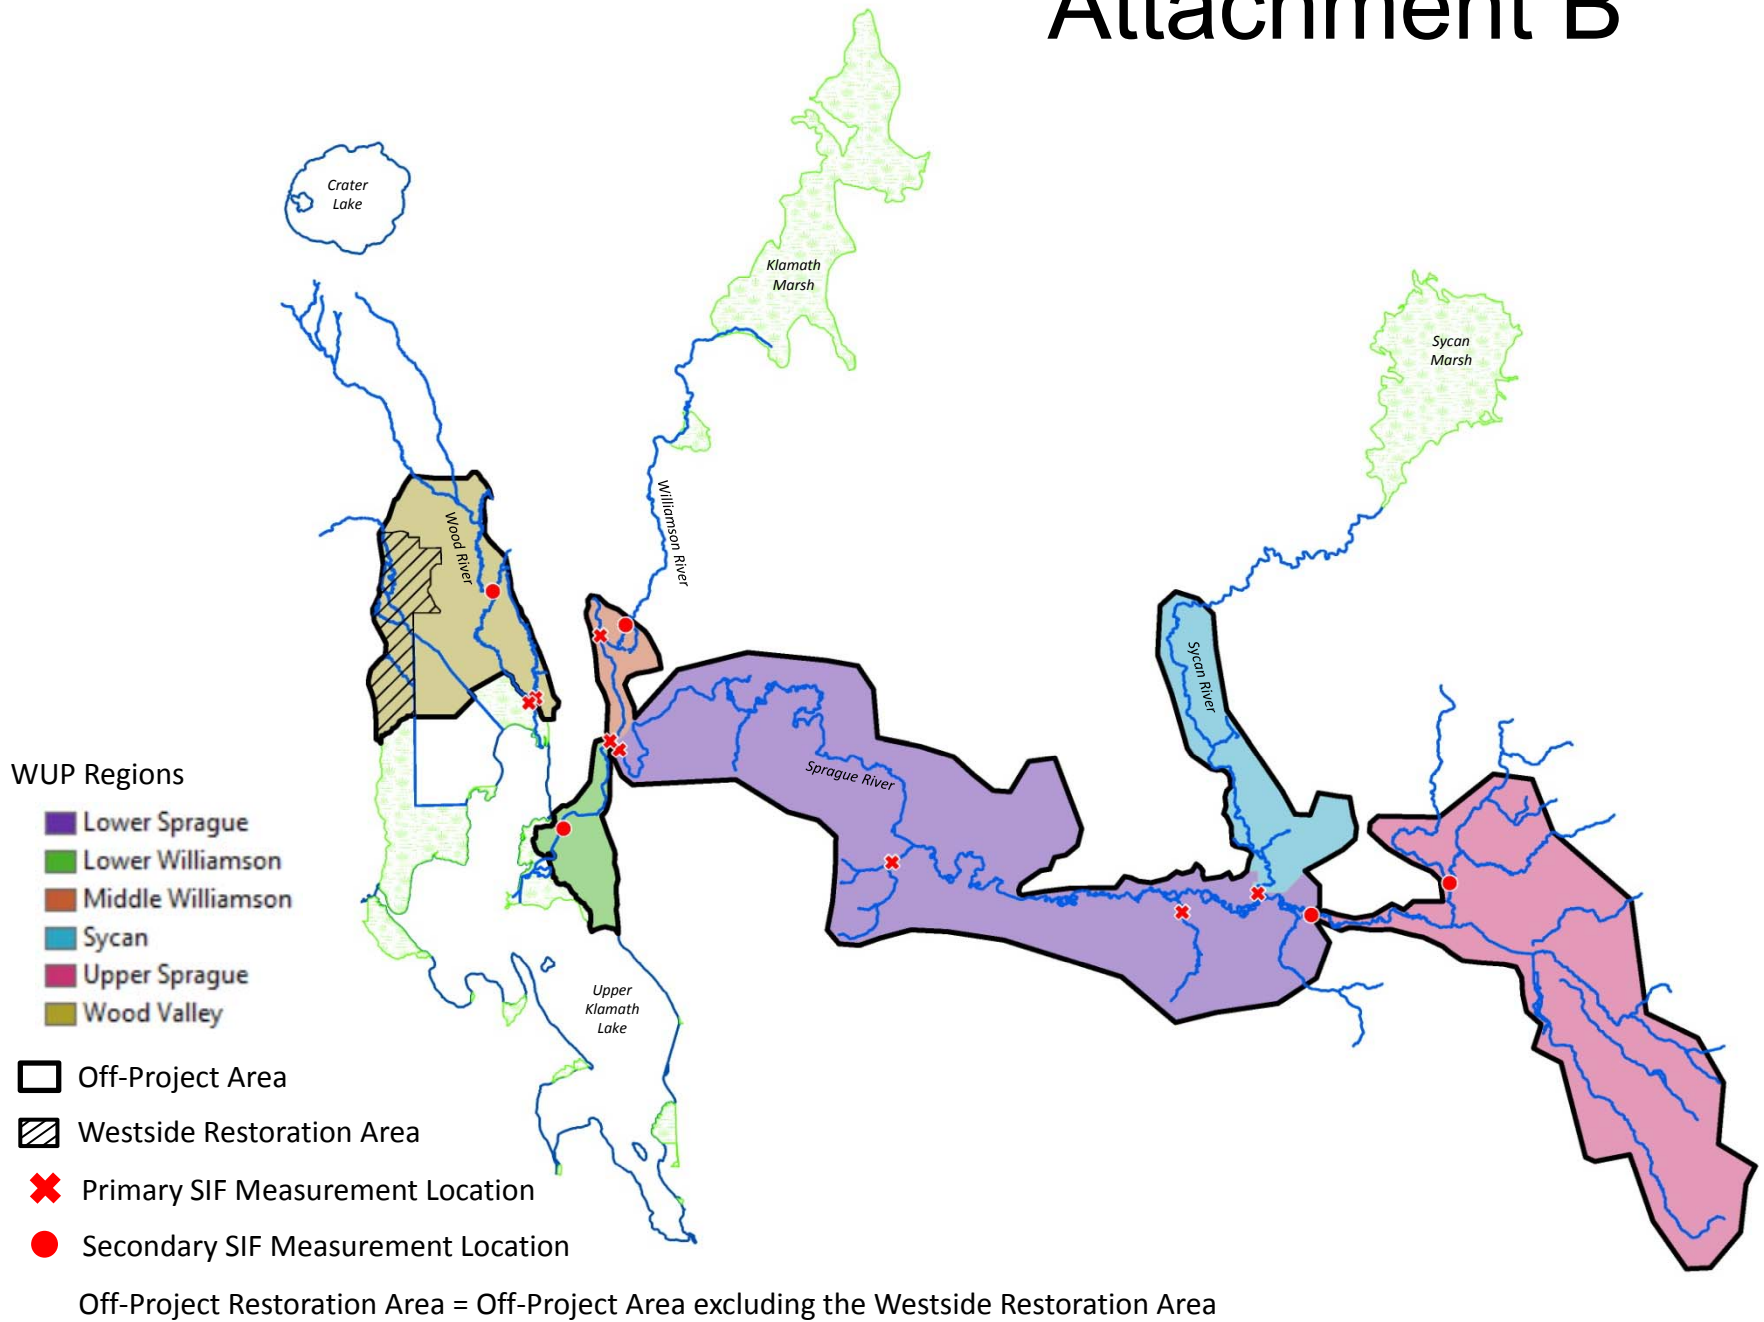 Attachment B
Crater
Lake
Klamath
Marsh
Sycan
Marsh
Williamson River
Wood River
Sycan River
Sprague River
WUP Regions
Lower Sprague
Lower Williamson
Middle Williamson
Sycan
Upper Sprague
Wood Valley
Upper
Klamath
Lake
Off-Project Area
Westside Restoration Area
Primary SIF Measurement Location
Secondary SIF Measurement Location
Off-Project Restoration Area = Off-Project Area excluding the Westside Restoration Area